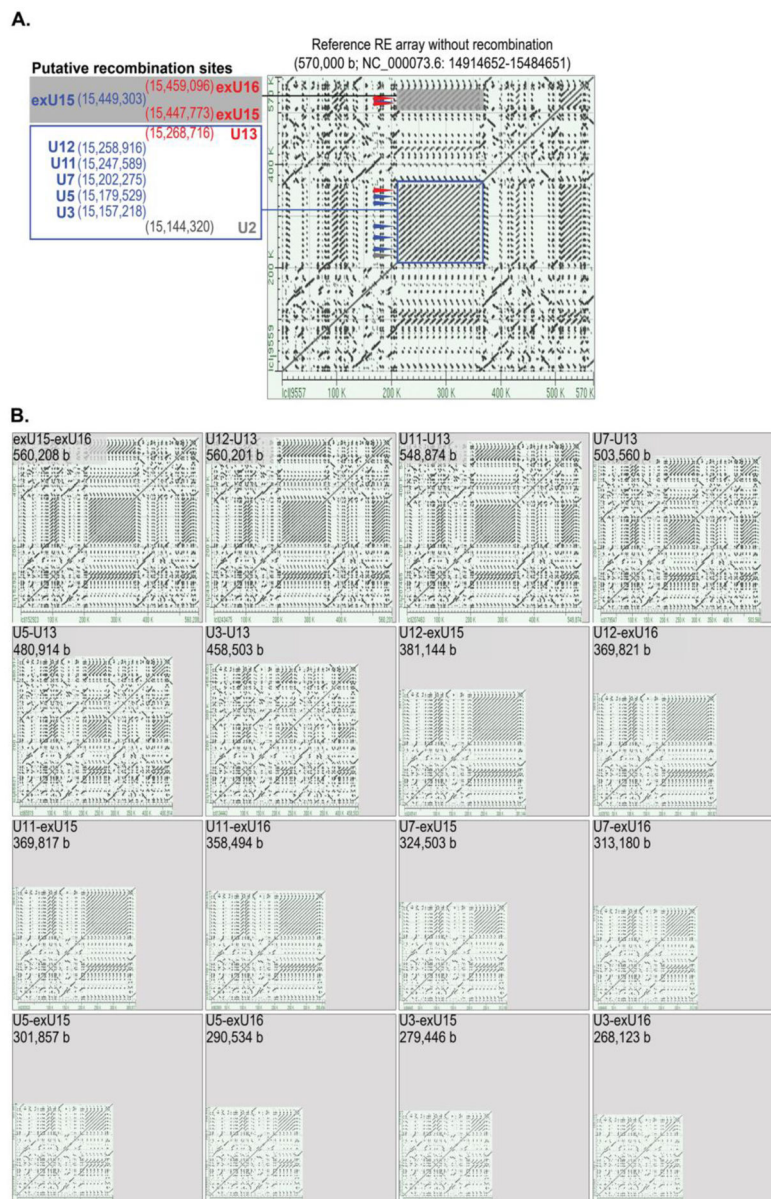 A.
Reference RE array without recombination
(570,000 b; NC_000073.6: 14914652-15484651)
Putative recombination sites
(15,459,096) exU16
exU15 (15,449,303)
(15,447,773) exU15
(15,268,716) U13
U12 (15,258,916)
U11 (15,247,589)
U7 (15,202,275)
U5 (15,179,529)
U3 (15,157,218)
(15,144,320) U2
570 K
400 K
200 K
lcl|9559
lcl|9557 100 K 200 K 300 K 400 K 500 K 570 K
B.
exU15-exU16
560,208 b
U12-U13
560,201 b
U11-U13
548,874 b
U7-U13
503,560 b
U5-U13
480,914 b
U3-U13
458,503 b
U12-exU15
381,144 b
U12-exU16
369,821 b
U11-exU15
369,817 b
U11-exU16
358,494 b
U7-exU15
324,503 b
U7-exU16
313,180 b
U5-exU15
301,857 b
U5-exU16
290,534 b
U3-exU15
279,446 b
U3-exU16
268,123 b